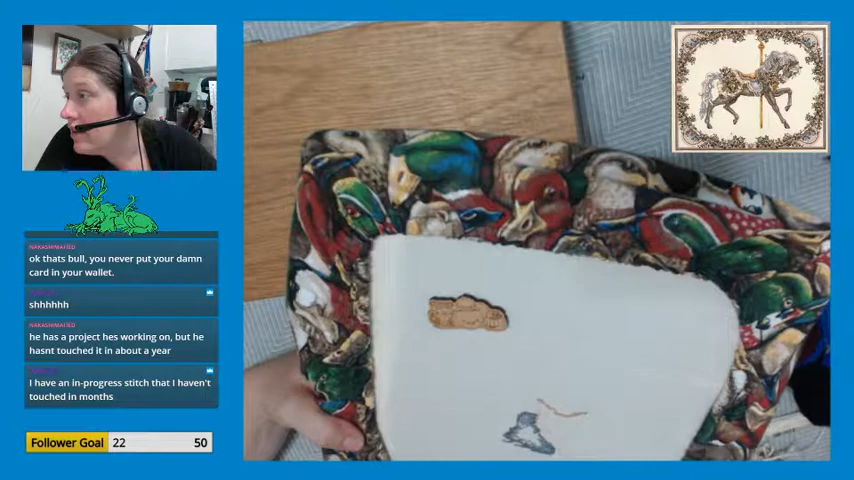 NAKASHIMATED
ok thats bull, you never put your damn
card in your wallet.
shhhhhh
NAKASHIMATED
he has a project hes working on, but he
hasnt touched it in about a year
I have an in-progress stitch that I haven't
touched in months
Follower Goal 22 50